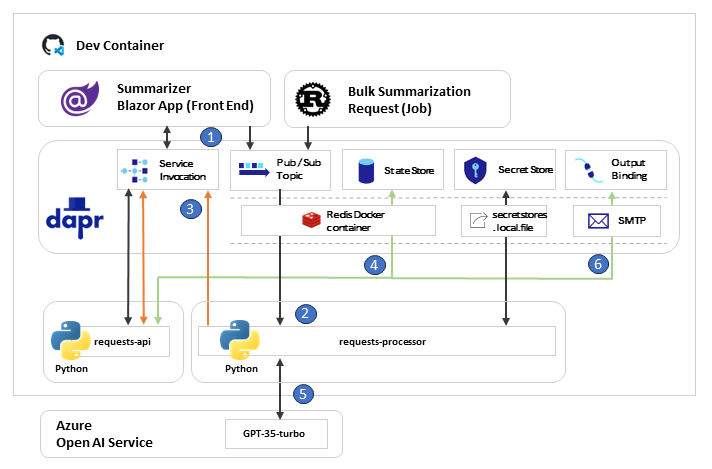 Dev Container
Summarizer
Blazor App (Front End)
Bulk Summarization
Request (Job)
1
Service
Invocation
Pub/Sub
Topic
State Store
Secret Store
Output
Binding
3
dapr
Redis Docker
container
secretstores
.local.file
SMTP
4
6
2
requests-api
Python
requests-processor
Python
5
Azure
Open AI Service
GPT-35-turbo